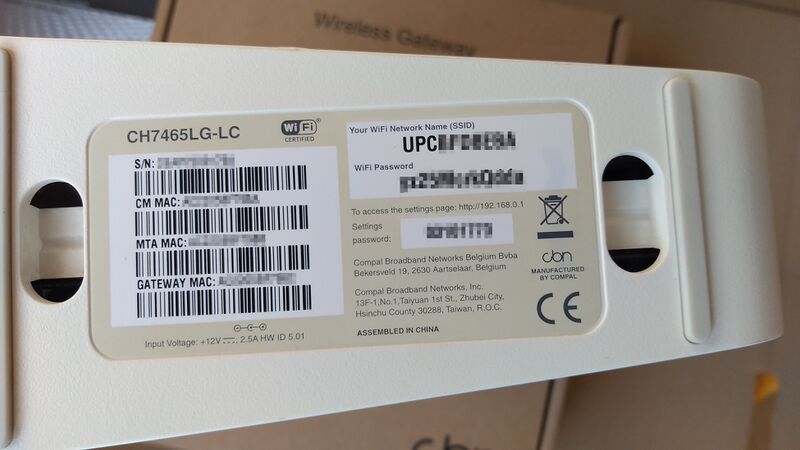 Wireless Gateway
CH7465LG-LC
WiFi
CERTIFIED
S/N:
CM MAC:
MTA MAC:
GATEWAY MAC:
Input Voltage: +12V 2.5A HW ID 5.01
Your WiFi Network Name (SSID)
UPC
WiFi Password
To access the settings page: http://192.168.0.1
Settings
password:
Compal Broadband Networks Belgium Bvba
Bekersveld 19, 2630 Aartselaar, Belgium
Compal Broadband Networks, Inc.
13F-1,No.1,Taiyuan 1st St., Zhubei City,
Hsinchu County 30288, Taiwan, R.O.C.
ASSEMBLED IN CHINA
cbn
MANUFACTURED
BY COMPAL
CE
cbn